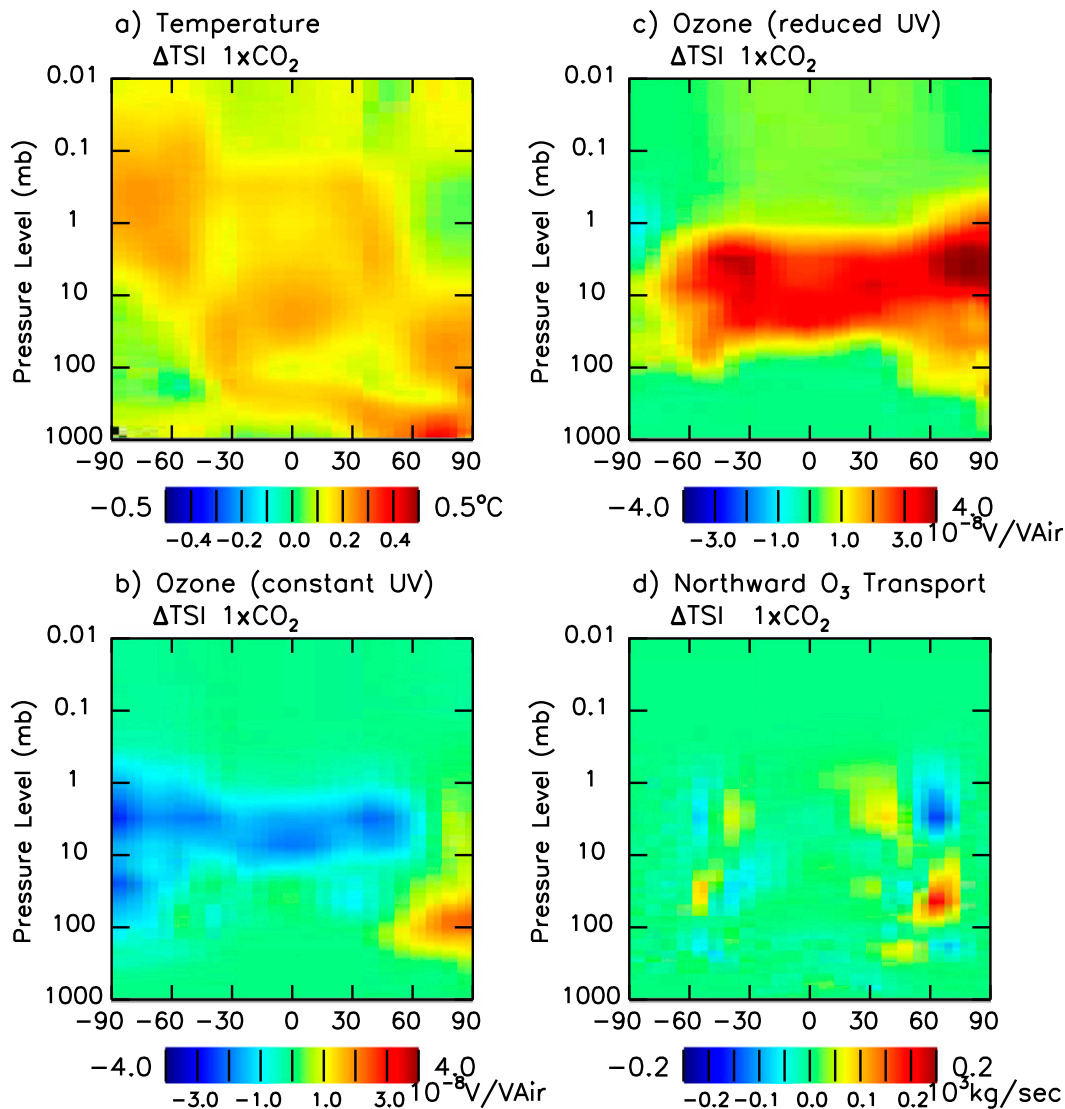 a) Temperature
ΔTSI 1xCO₂
0.01
0.1
1
10
100
1000
Pressure Level (mb)
−90 −60 −30 0 30 60 90
−0.5 0.5°C
−0.4 −0.2 0.0 0.2 0.4
c) Ozone (reduced UV)
ΔTSI 1xCO₂
0.01
0.1
1
10
100
1000
Pressure Level (mb)
−90 −60 −30 0 30 60 90
−4.0 4.0
−3.0 −1.0 1.0 3.0 10⁻⁸V/VAir
b) Ozone (constant UV)
ΔTSI 1xCO₂
0.01
0.1
1
10
100
1000
Pressure Level (mb)
−90 −60 −30 0 30 60 90
−4.0 4.0
−3.0 −1.0 1.0 3.0 10⁻⁸V/VAir
d) Northward O₃ Transport
ΔTSI 1xCO₂
0.01
0.1
1
10
100
1000
Pressure Level (mb)
−90 −60 −30 0 30 60 90
−0.2 0.2
−0.2 −0.1 0.0 0.1 0.2 10³kg/sec